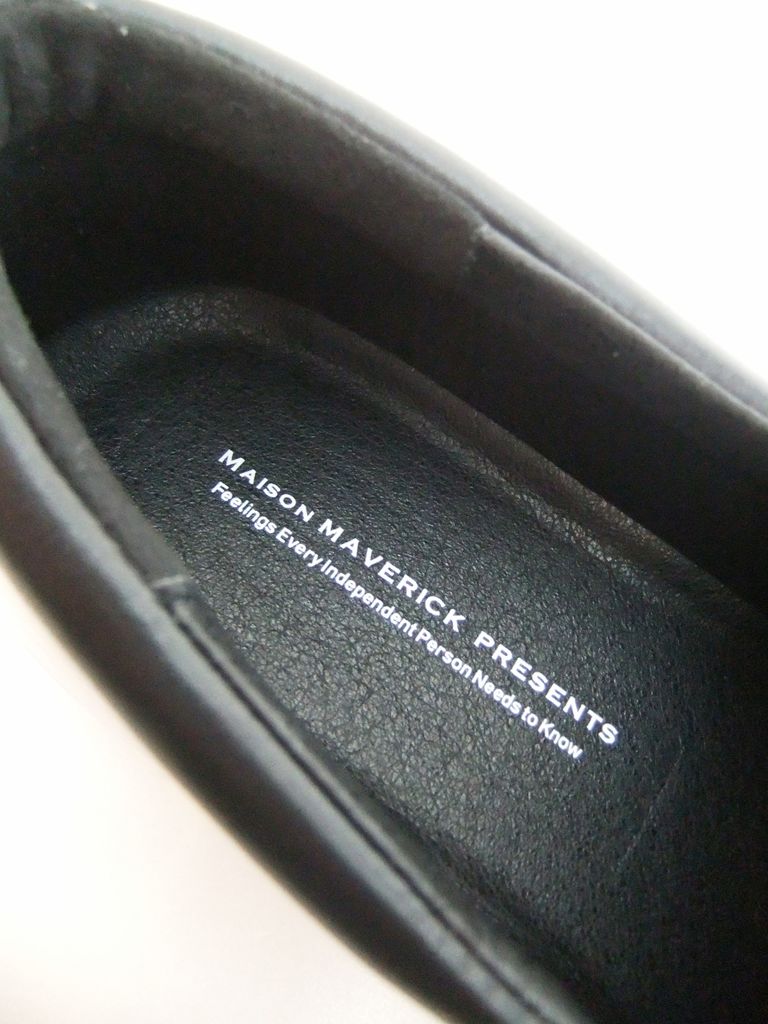 MAISON MAVERICK PRESENTS
Feelings Every Independent Person Needs to Know